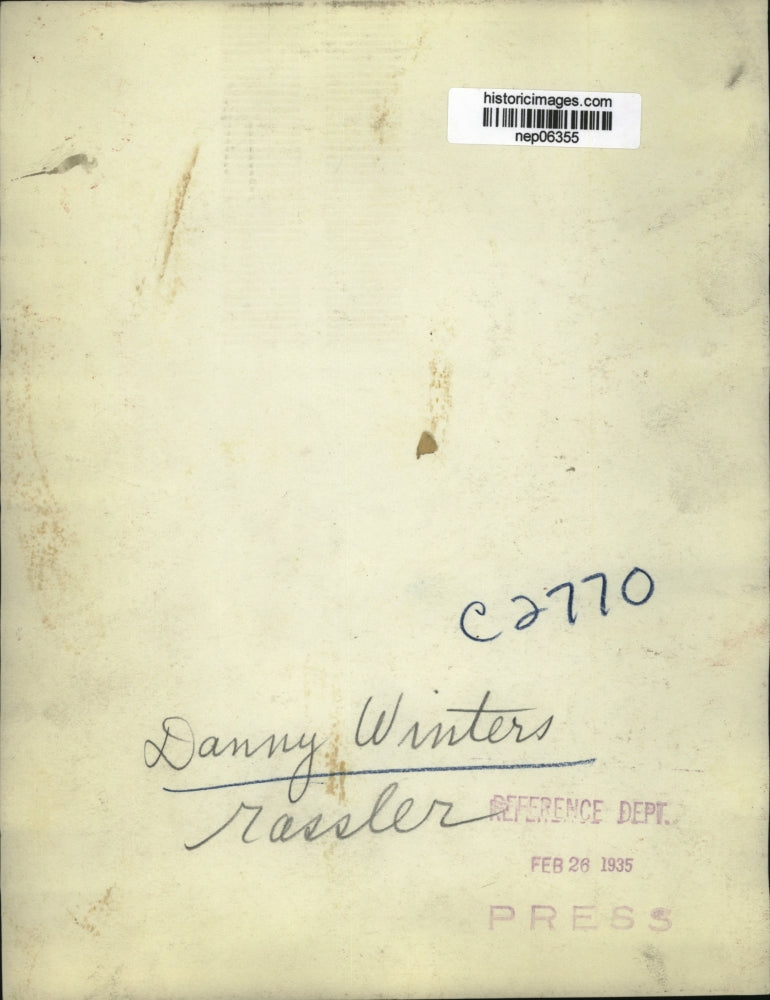 historicimages.com
nep06355
C2770
Danny Winters
rassler
REFERENCE DEPT.
FEB 26 1935
PRESS